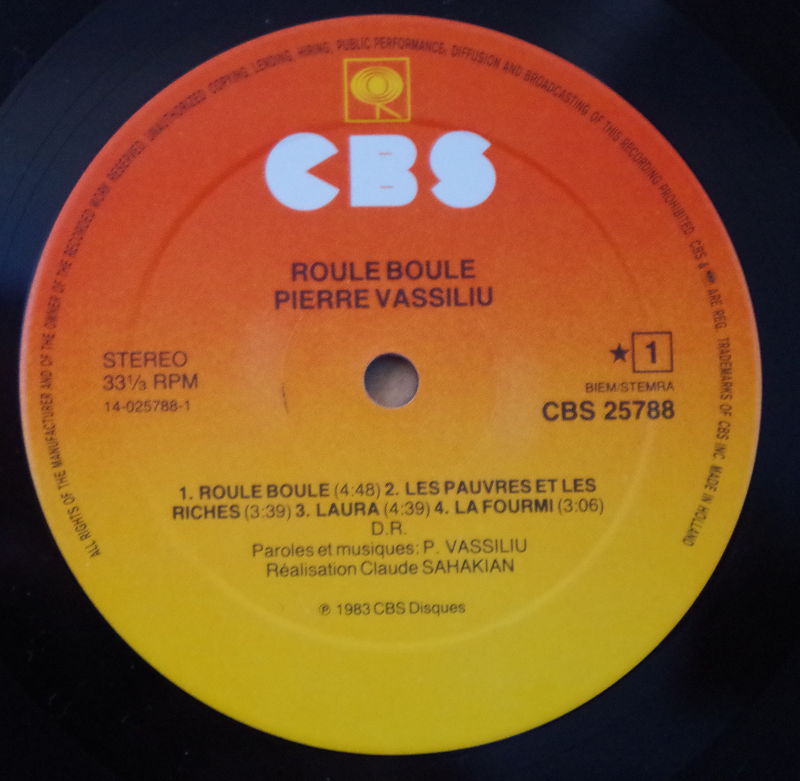 ALL RIGHTS OF THE MANUFACTURER AND OF THE OWNER OF THE RECORDED WORK RESERVED. UNAUTHORIZED COPYING, LENDING, HIRING, PUBLIC PERFORMANCE, DIFFUSION AND BROADCASTING OF THIS RECORDING PROHIBITED. CBS & ARE REG. TRADEMARKS OF CBS INC. MADE IN HOLLAND
CBS
ROULE BOULE
PIERRE VASSILIU
STEREO
33⅓ RPM
14-025788-1
★ 1
BIEM/STEMRA
CBS 25788
1. ROULE BOULE (4:48) 2. LES PAUVRES ET LES
RICHES (3:39) 3. LAURA (4:39) 4. LA FOURMI (3:06)
D.R.
Paroles et musiques: P. VASSILIU
Réalisation Claude SAHAKIAN
℗ 1983 CBS Disques